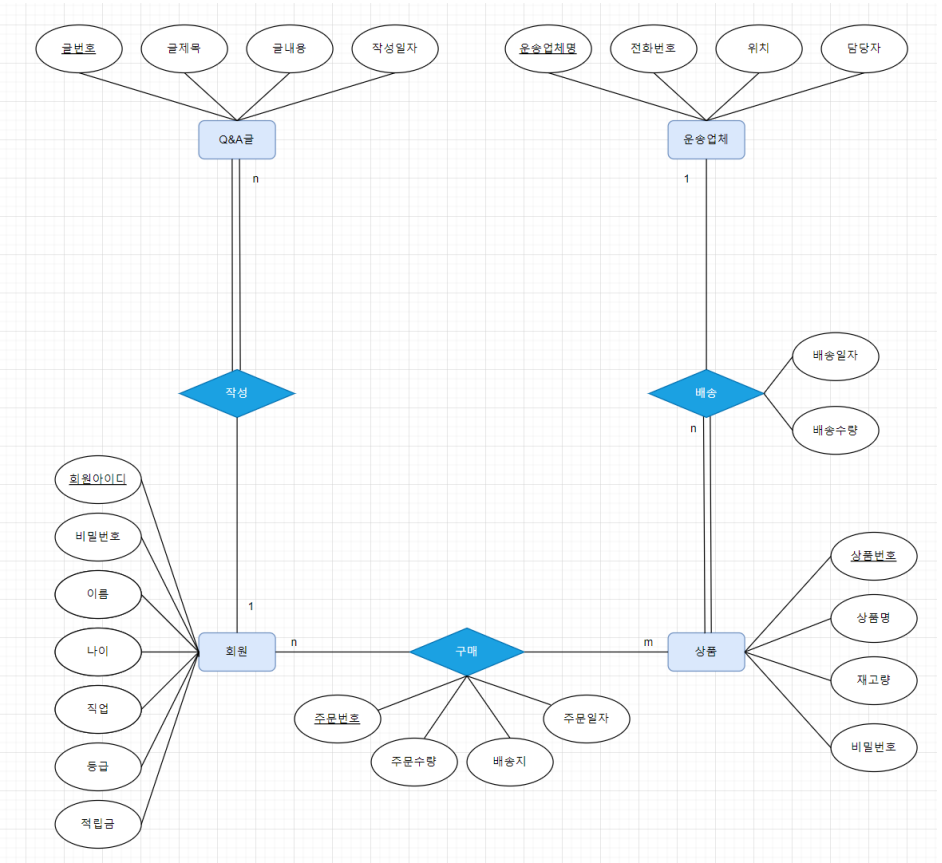 글번호
글제목
글내용
작성일자
운송업체명
전화번호
위치
담당자
Q&A글
운송업체
n
1
배송일자
작성
배송
배송수량
n
회원아이디
비밀번호
이름
나이
직업
등급
적립금
1
회원
n
구매
m
상품
상품번호
상품명
재고량
비밀번호
주문번호
주문수량
배송지
주문일자